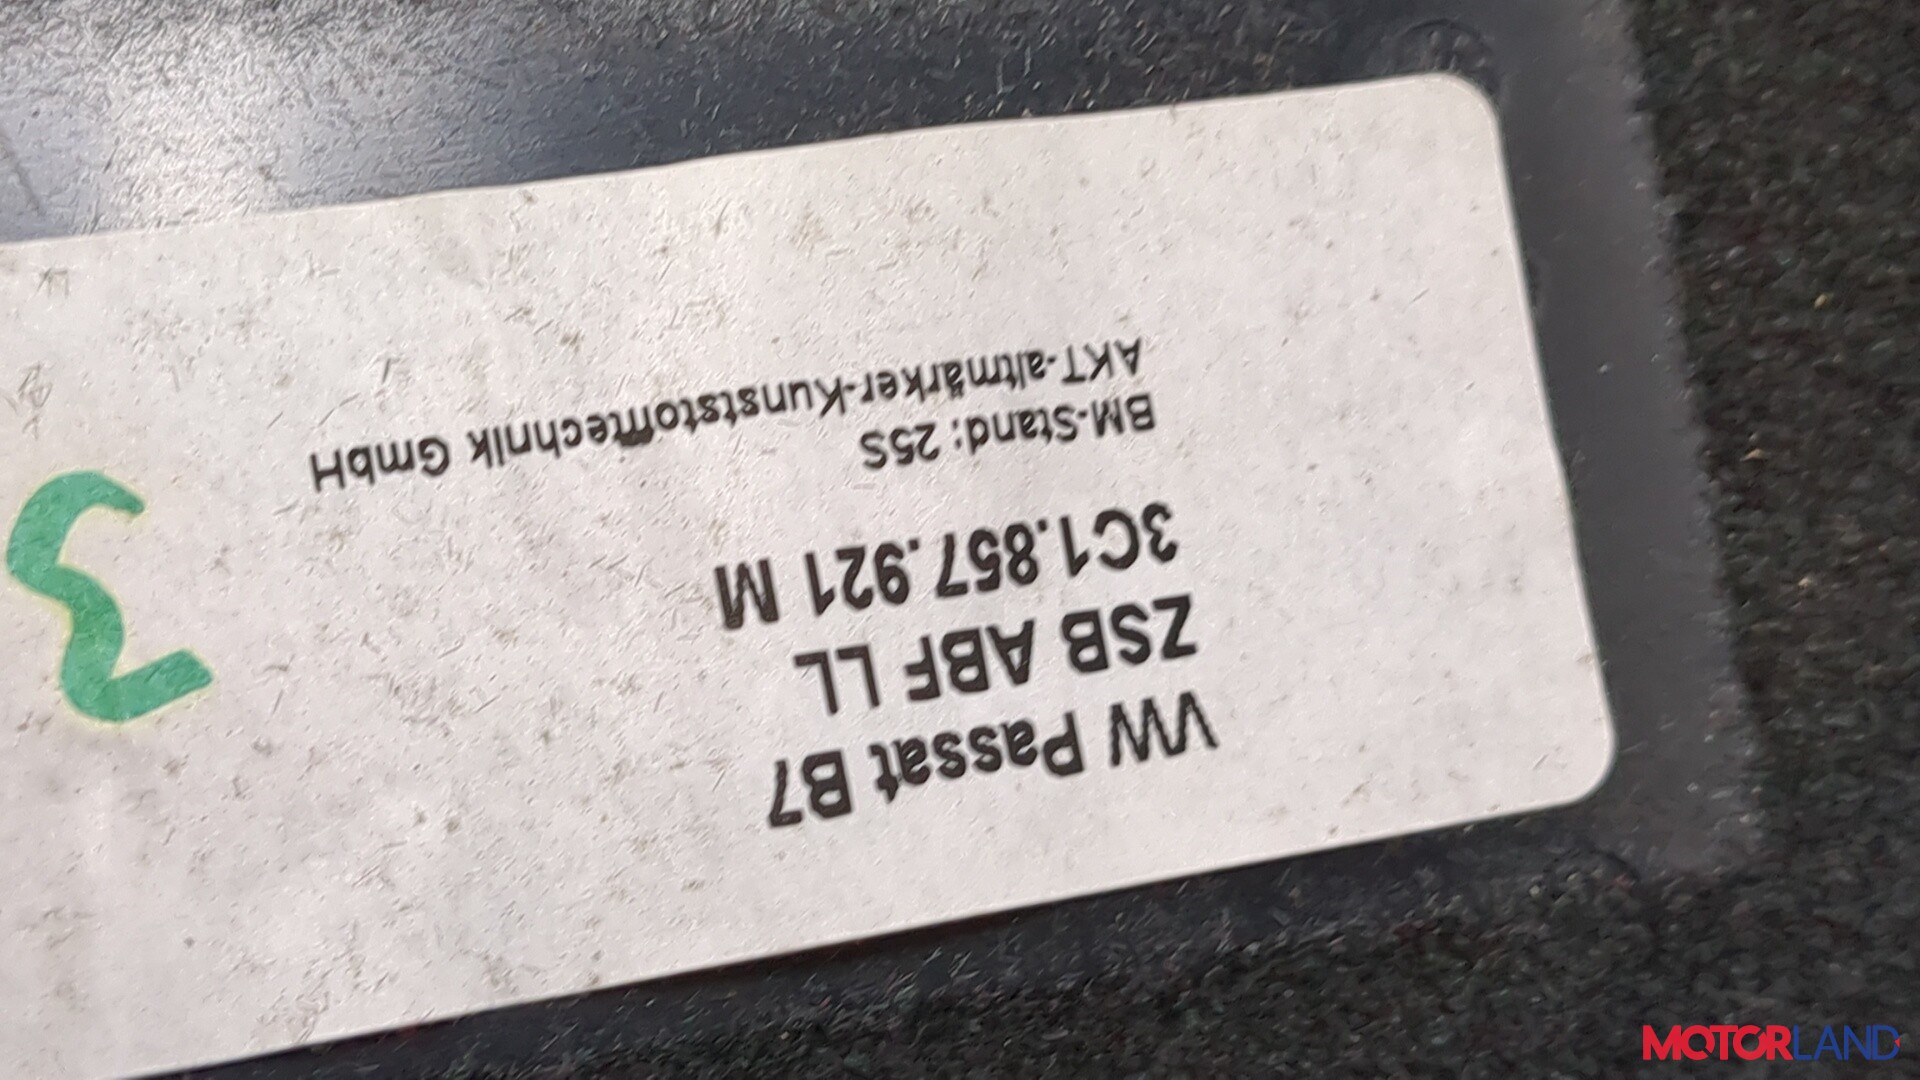 VW Passat B7
ZSB ABF LL
3C1.857.921 M
BM-Stand: 25S
AKT-altmärker-Kunststofftechnik GmbH
3
MOTORLAND